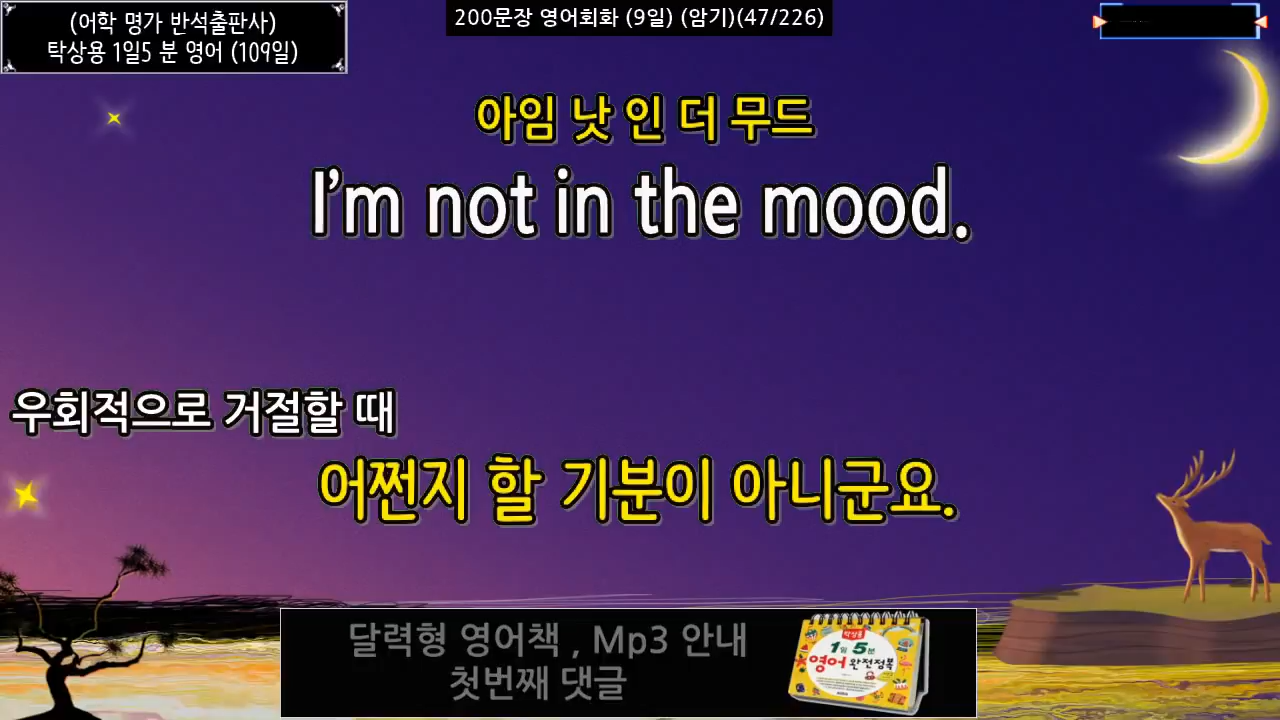 (어학 명가 반석출판사)
탁상용 1일5 분 영어 (109일)
200문장 영어회화 (9일) (암기)(47/226)
아임 낫 인 더 무드
I'm not in the mood.
우회적으로 거절할 때
어쩐지 할 기분이 아니군요.
달력형 영어책 , Mp3 안내
첫번째 댓글
탁상용
1일 5분
영어 완전정복